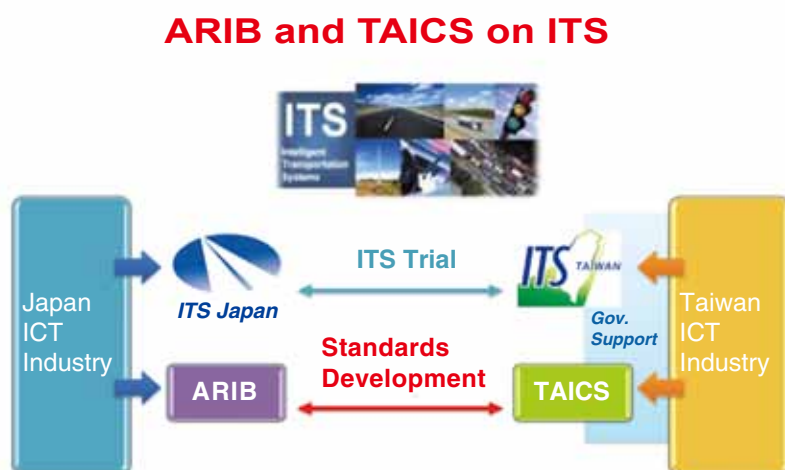 ARIB and TAICS on ITS
ITS
Intelligent
Transportation
Systems
Japan
ICT
Industry
ITS Japan
ITS Trial
ITS TAIWAN
Gov.
Support
Taiwan
ICT
Industry
ARIB
Standards
Development
TAICS